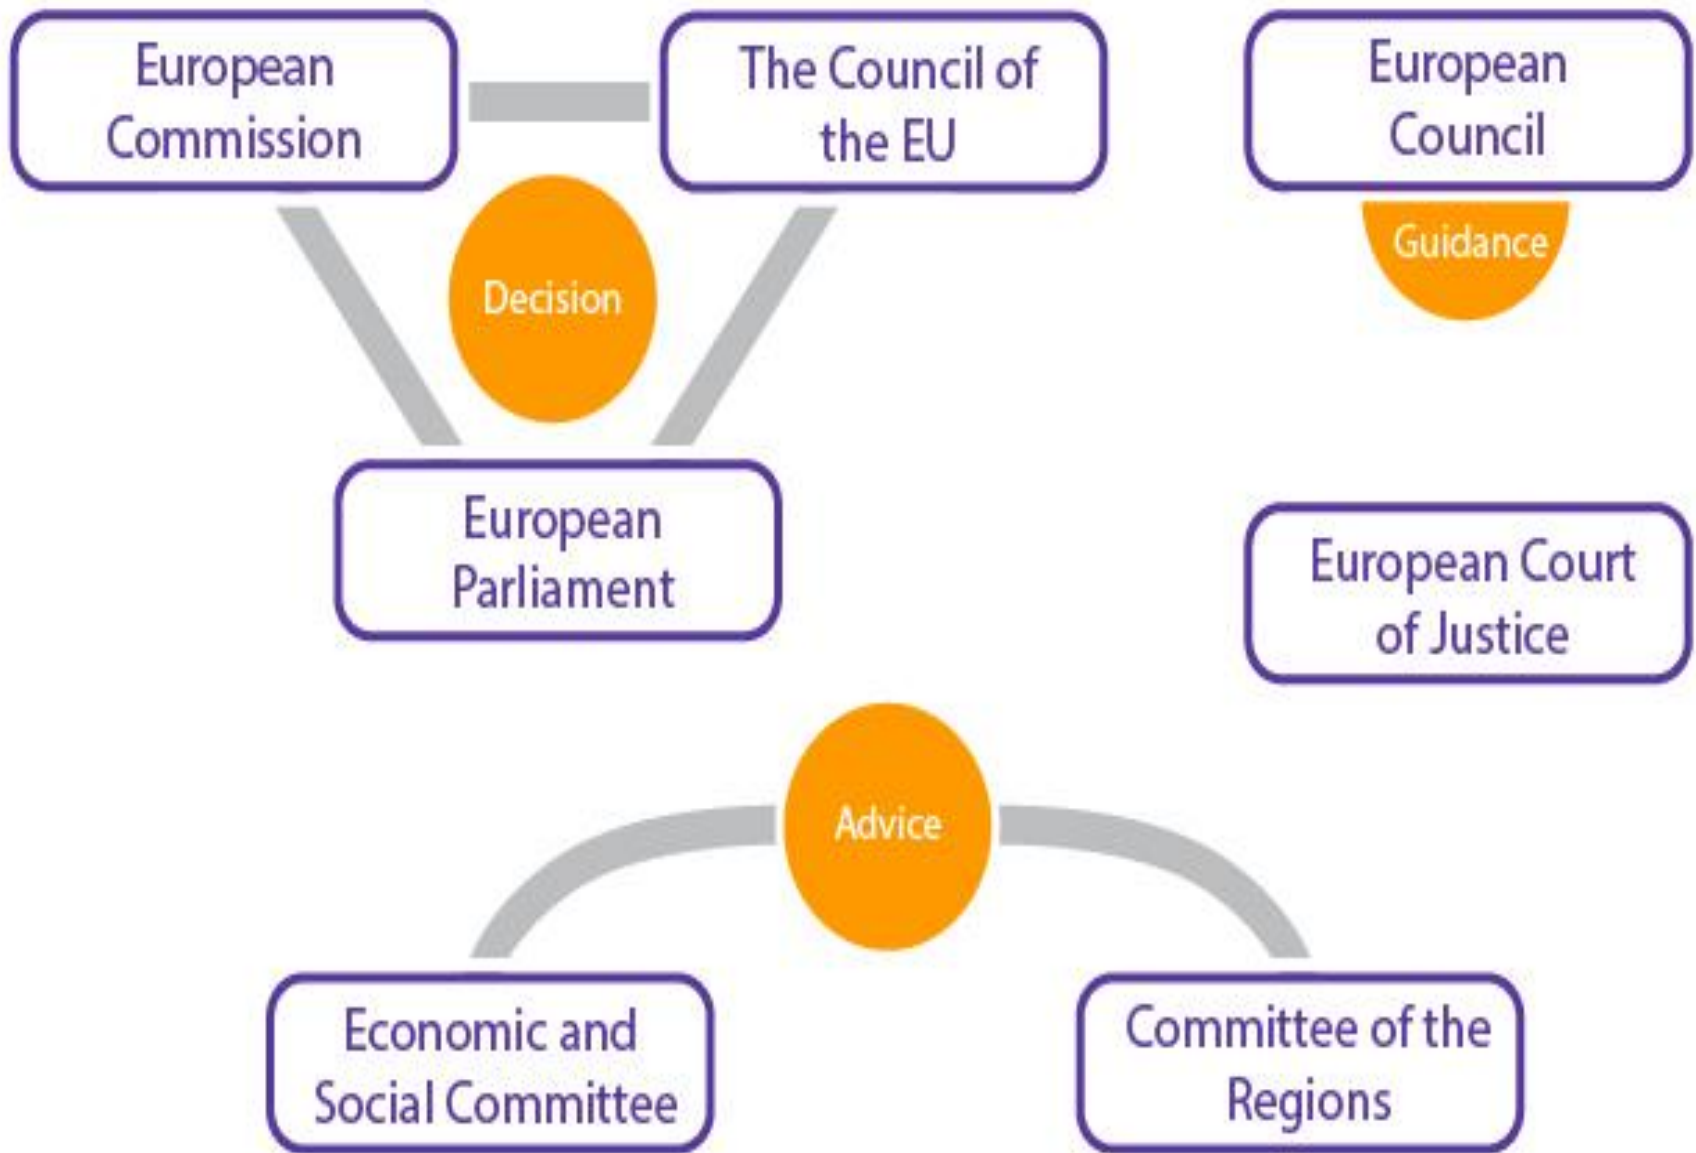 European
Commission
The Council of
the EU
European
Council
Guidance
Decision
European
Parliament
European Court
of Justice
Advice
Economic and
Social Committee
Committee of the
Regions